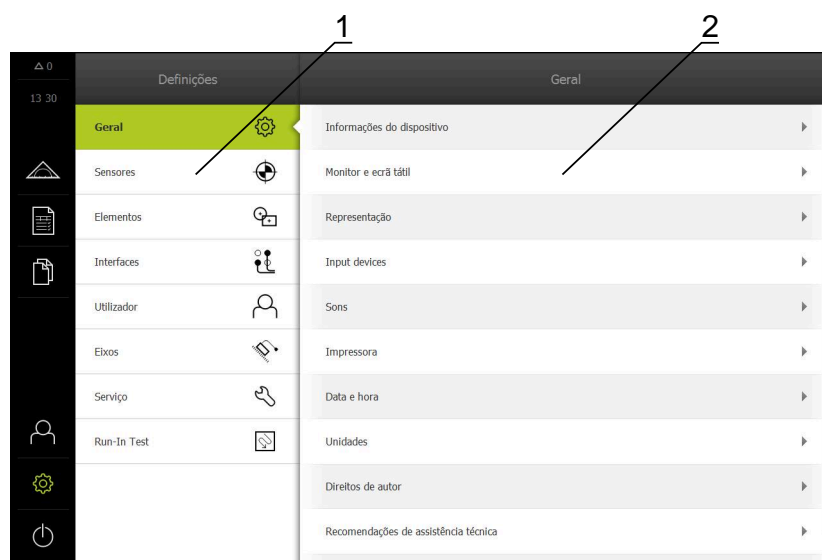 1
2
0
13 30
Definições
Geral
Geral
Sensores
Elementos
Interfaces
Utilizador
Eixos
Serviço
Run-In Test
Informações do dispositivo
Monitor e ecrã tátil
Representação
Input devices
Sons
Impressora
Data e hora
Unidades
Direitos de autor
Recomendações de assistência técnica